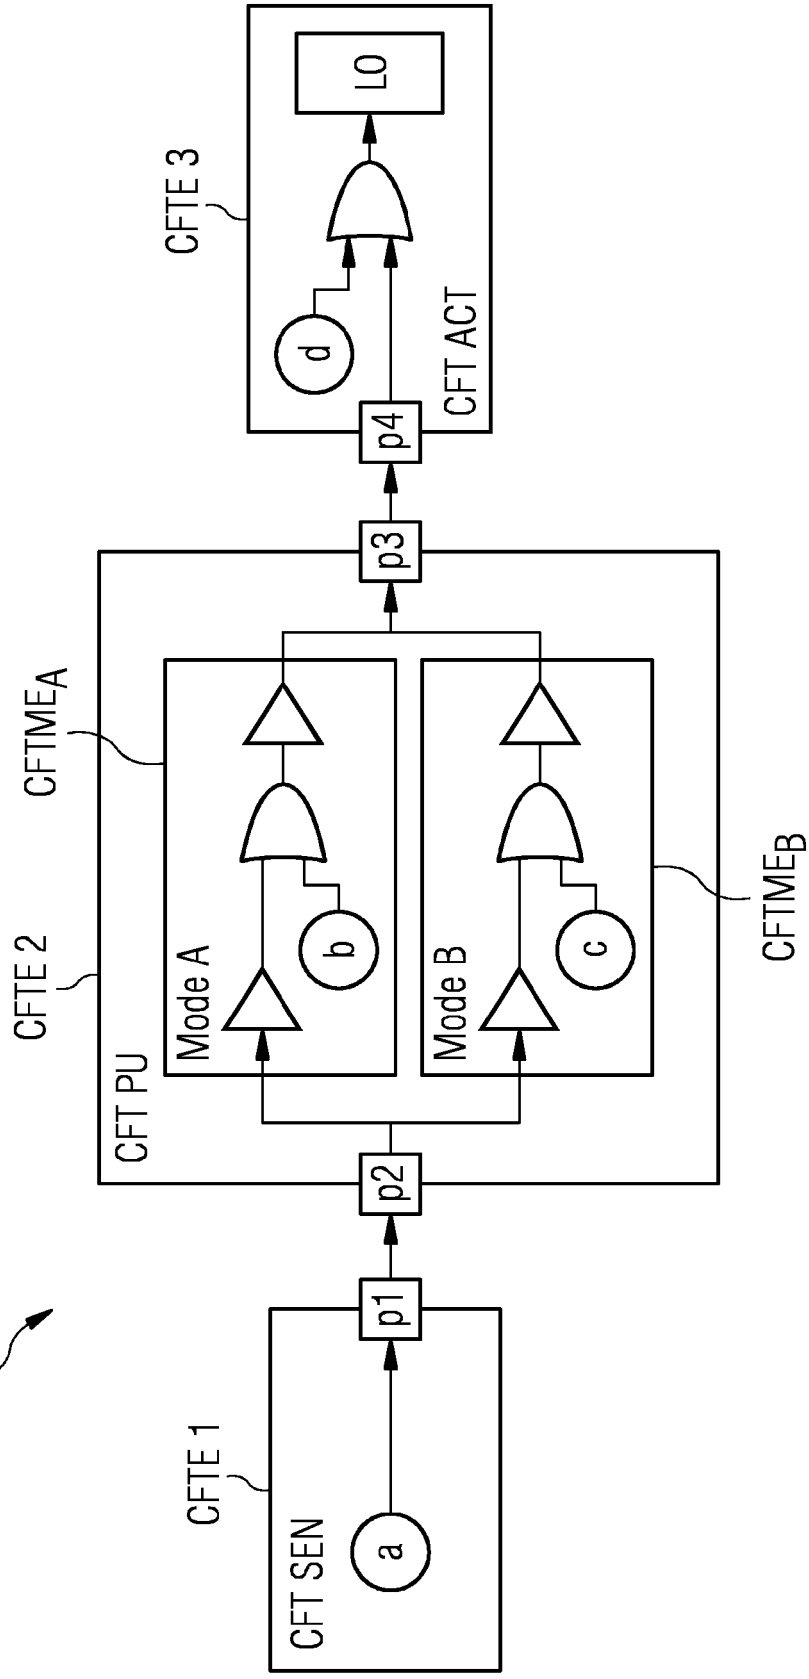 CFTE 1
CFT SEN
a
p1
CFTE 2
CFT PU
p2
CFTMEA
Mode A
b
Mode B
c
CFTMEB
p3
CFTE 3
p4
d
LO
CFT ACT